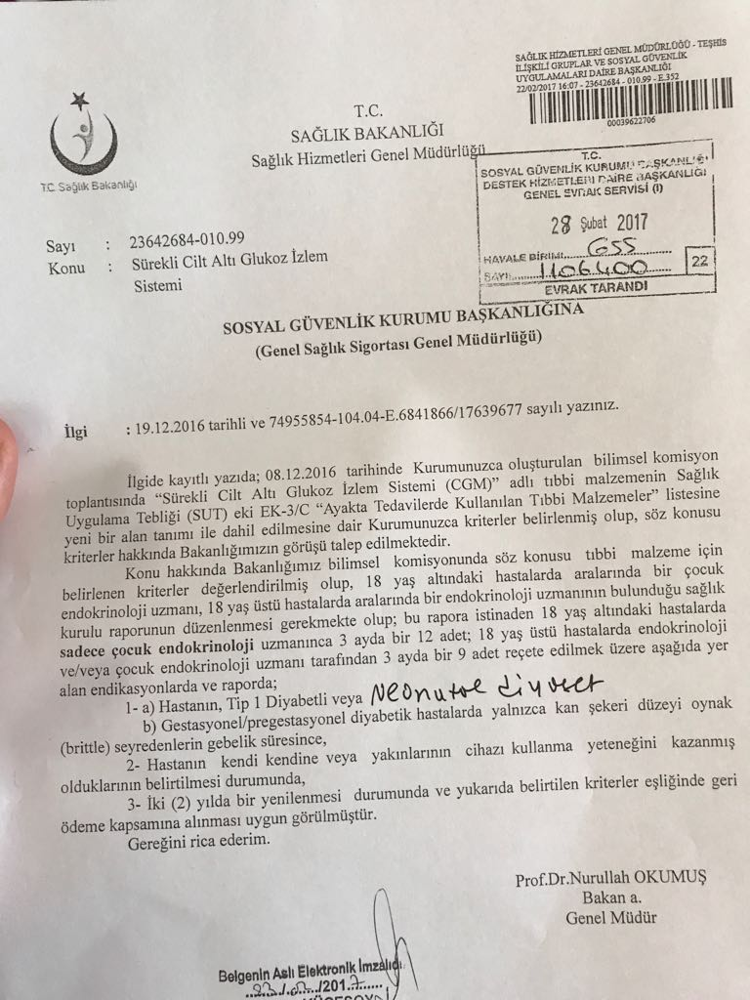 SAĞLIK HİZMETLERİ GENEL MÜDÜRLÜĞÜ - TEŞHİS
İLİŞKİLİ GRUPLAR VE SOSYAL GÜVENLİK
UYGULAMALARI DAİRE BAŞKANLIĞI
22/02/2017 16:07 - 23642684 - 010.99 - E.352
00039622706
T.C. Sağlık Bakanlığı
T.C.
SAĞLIK BAKANLIĞI
Sağlık Hizmetleri Genel Müdürlüğü
T.C.
SOSYAL GÜVENLİK KURUMU BAŞKANLIĞI
DESTEK HİZMETLERİ DAİRE BAŞKANLIĞI
GENEL EVRAK SERVİSİ (I)
28 Şubat 2017
HAVALE BİRİMİ... GSS
SAYI: 1106400 22
EVRAK TARANDI
Sayı : 23642684-010.99
Konu : Sürekli Cilt Altı Glukoz İzlem
Sistemi
SOSYAL GÜVENLİK KURUMU BAŞKANLIĞINA
(Genel Sağlık Sigortası Genel Müdürlüğü)
İlgi : 19.12.2016 tarihli ve 74955854-104.04-E.6841866/17639677 sayılı yazınız.
İlgide kayıtlı yazıda; 08.12.2016 tarihinde Kurumunuzca oluşturulan bilimsel komisyon
toplantısında “Sürekli Cilt Altı Glukoz İzlem Sistemi (CGM)” adlı tıbbi malzemenin Sağlık
Uygulama Tebliği (SUT) eki EK-3/C “Ayakta Tedavilerde Kullanılan Tıbbi Malzemeler” listesine
yeni bir alan tanımı ile dahil edilmesine dair Kurumunuzca kriterler belirlenmiş olup, söz konusu
kriterler hakkında Bakanlığımızın görüşü talep edilmektedir.
Konu hakkında Bakanlığımız bilimsel komisyonunda söz konusu tıbbi malzeme için
belirlenen kriterler değerlendirilmiş olup, 18 yaş altındaki hastalarda aralarında bir çocuk
endokrinoloji uzmanı, 18 yaş üstü hastalarda aralarında bir endokrinoloji uzmanının bulunduğu sağlık
kurulu raporunun düzenlenmesi gerekmekte olup; bu rapora istinaden 18 yaş altındaki hastalarda
sadece çocuk endokrinoloji uzmanınca 3 ayda bir 12 adet; 18 yaş üstü hastalarda endokrinoloji
ve/veya çocuk endokrinoloji uzmanı tarafından 3 ayda bir 9 adet reçete edilmek üzere aşağıda yer
alan endikasyonlarda ve raporda;
1- a) Hastanın, Tip 1 Diyabetli veya Neonatal diyabet
b) Gestasyonel/pregestasyonel diyabetik hastalarda yalnızca kan şekeri düzeyi oynak
(brittle) seyredenlerin gebelik süresince,
2- Hastanın kendi kendine veya yakınlarının cihazı kullanma yeteneğini kazanmış
olduklarının belirtilmesi durumunda,
3- İki (2) yılda bir yenilenmesi durumunda ve yukarıda belirtilen kriterler eşliğinde geri
ödeme kapsamına alınması uygun görülmüştür.
Gereğini rica ederim.
Prof.Dr.Nurullah OKUMUŞ
Bakan a.
Genel Müdür
Belgenin Aslı Elektronik İmzalıdır
23/02/2017